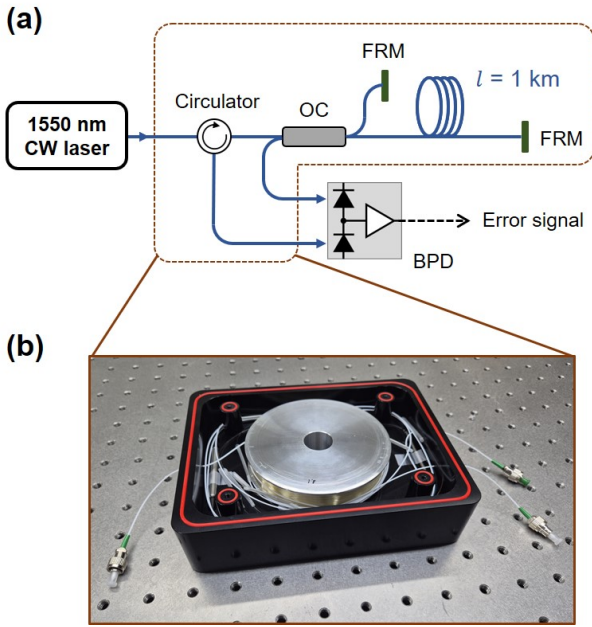 (a)
FRM
l = 1 km
Circulator
OC
1550 nm
CW laser
FRM
Error signal
BPD
(b)